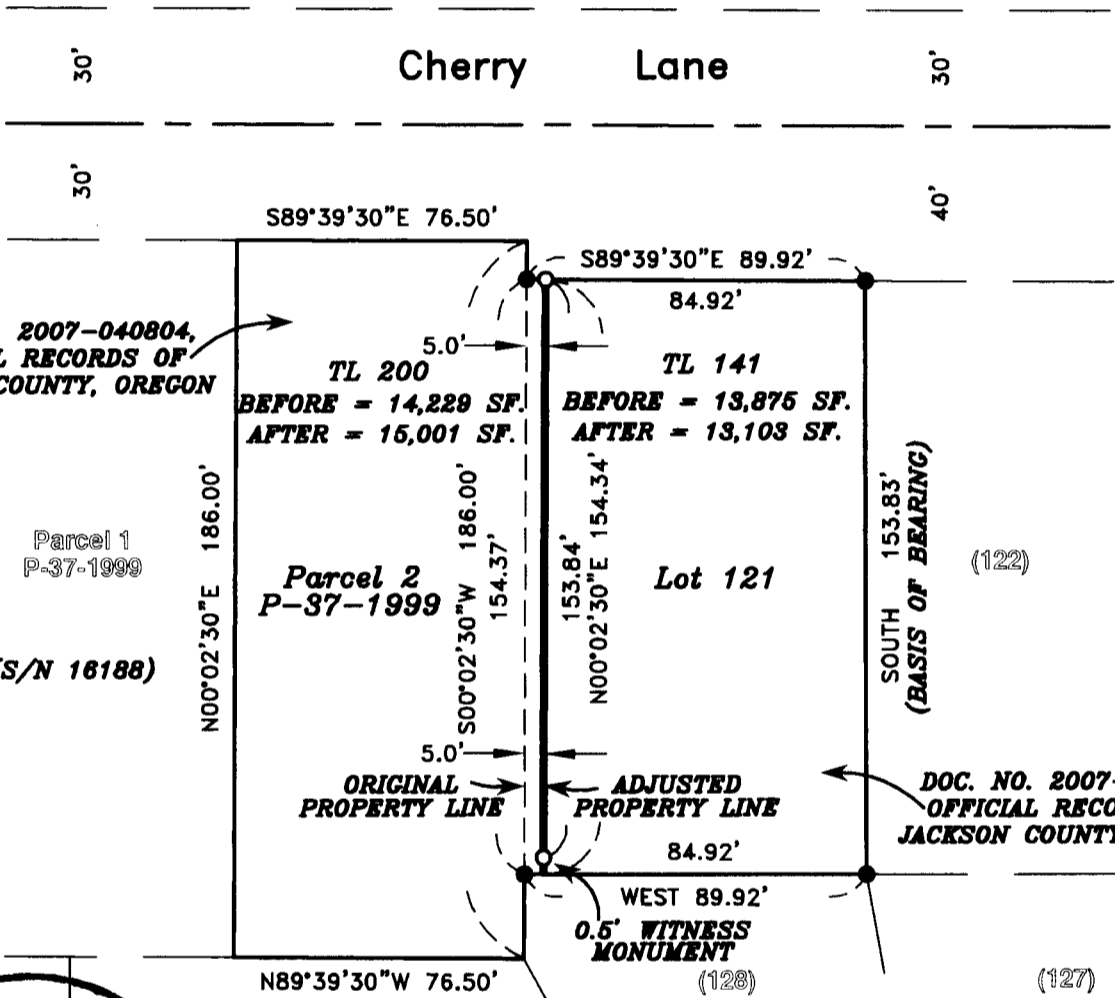 30'
Cherry Lane
30'
30'
40'
S89°39'30"E 76.50'
S89°39'30"E 89.92'
84.92'
2007-040804,
RECORDS OF
COUNTY, OREGON
5.0'
TL 200
BEFORE = 14,229 SF.
AFTER = 15,001 SF.
TL 141
BEFORE = 13,875 SF.
AFTER = 13,103 SF.
N00°02'30"E 186.00'
S00°02'30"W 186.00'
154.37'
153.84'
N00°02'30"E 154.34'
SOUTH 153.83'
(BASIS OF BEARING)
Parcel 1
P-37-1999
Parcel 2
P-37-1999
Lot 121
(122)
(S/N 16188)
5.0'
ORIGINAL
PROPERTY LINE
ADJUSTED
PROPERTY LINE
DOC. NO. 2007-
OFFICIAL RECO
JACKSON COUNTY
84.92'
WEST 89.92'
0.5' WITNESS
MONUMENT
N89°39'30"W 76.50'
(128)
(127)